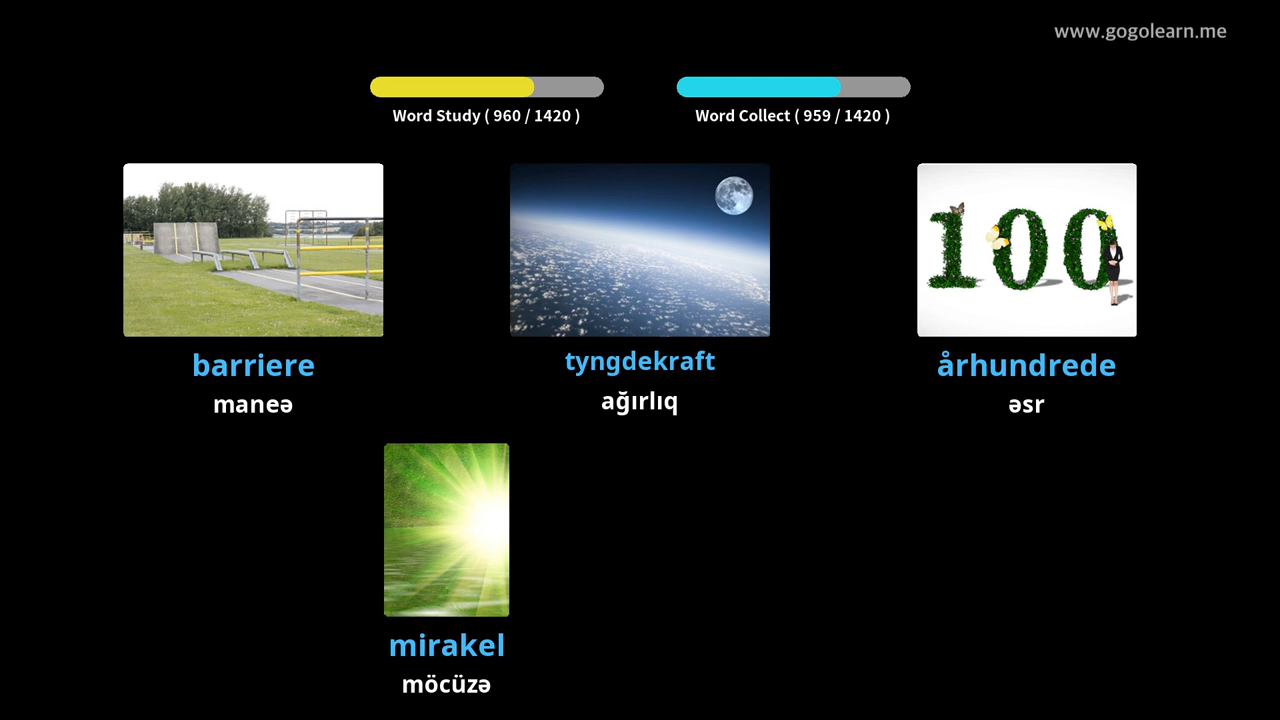 www.gogolearn.me
Word Study ( 960 / 1420 )
Word Collect ( 959 / 1420 )
barriere
maneə
tyngdekraft
ağırlıq
århundrede
əsr
mirakel
möcüzə